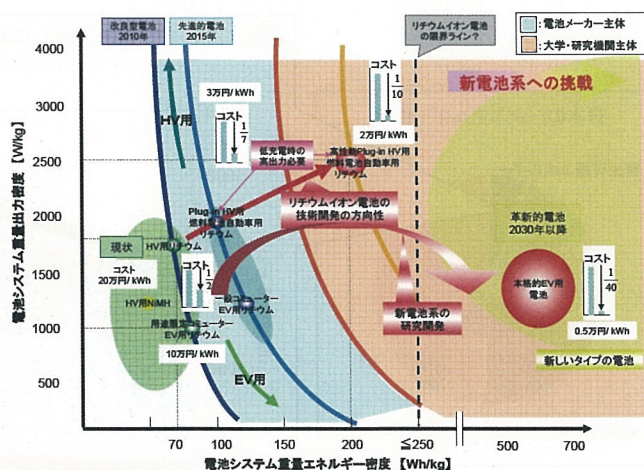 改良型電池
2010年
先進的電池
2015年
リチウムイオン電池
の限界ライン?
:電池メーカー主体
:大学・研究機関主体
新電池系への挑戦
4000
3000
2500
2000
1500
1000
500
電池システム重量出力密度 【W/kg】
HV用
3万円/ kWh
コスト
1
7
コスト
1
10
2万円/ kWh
低充電時の
高出力必要
高性能Plug-in HV用
燃料電池自動車用
リチウム
Plug-in HV用
燃料電池自動車用
リチウム
リチウムイオン電池の
技術開発の方向性
現状
HV用リチウム
コスト
20万円/ kWh
コスト
1
2
HV用NiMH
一般コミューター
EV用リチウム
用途限定コミューター
EV用リチウム
10万円/ kWh
EV用
新電池系の
研究開発
革新的電池
2030年以降
本格的EV用
電池
コスト
1
40
0.5万円/ kWh
新しいタイプの電池
70
100
150
200
≦250
500
700
電池システム重量エネルギー密度 【Wh/kg】